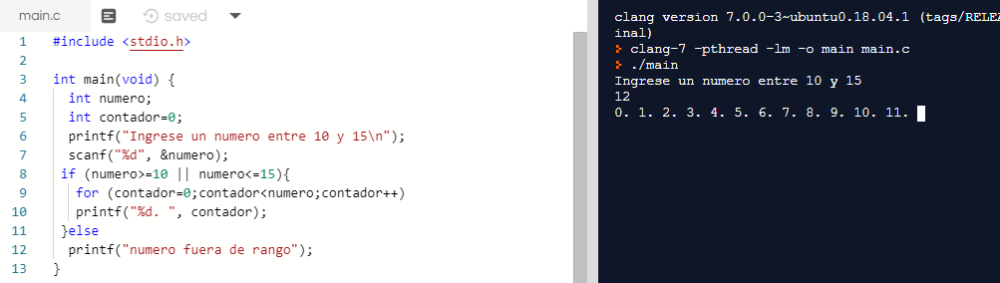 main.c saved
1 #include <stdio.h>
2
3 int main(void) {
4 int numero;
5 int contador=0;
6 printf("Ingrese un numero entre 10 y 15\n");
7 scanf("%d", &numero);
8 if (numero>=10 || numero<=15){
9 for (contador=0;contador<numero;contador++)
10 printf("%d. ", contador);
11 }else
12 printf("numero fuera de rango");
13 }
clang version 7.0.0-3~ubuntu0.18.04.1 (tags/RELEA
inal)
> clang-7 -pthread -lm -o main main.c
> ./main
Ingrese un numero entre 10 y 15
12
0. 1. 2. 3. 4. 5. 6. 7. 8. 9. 10. 11.